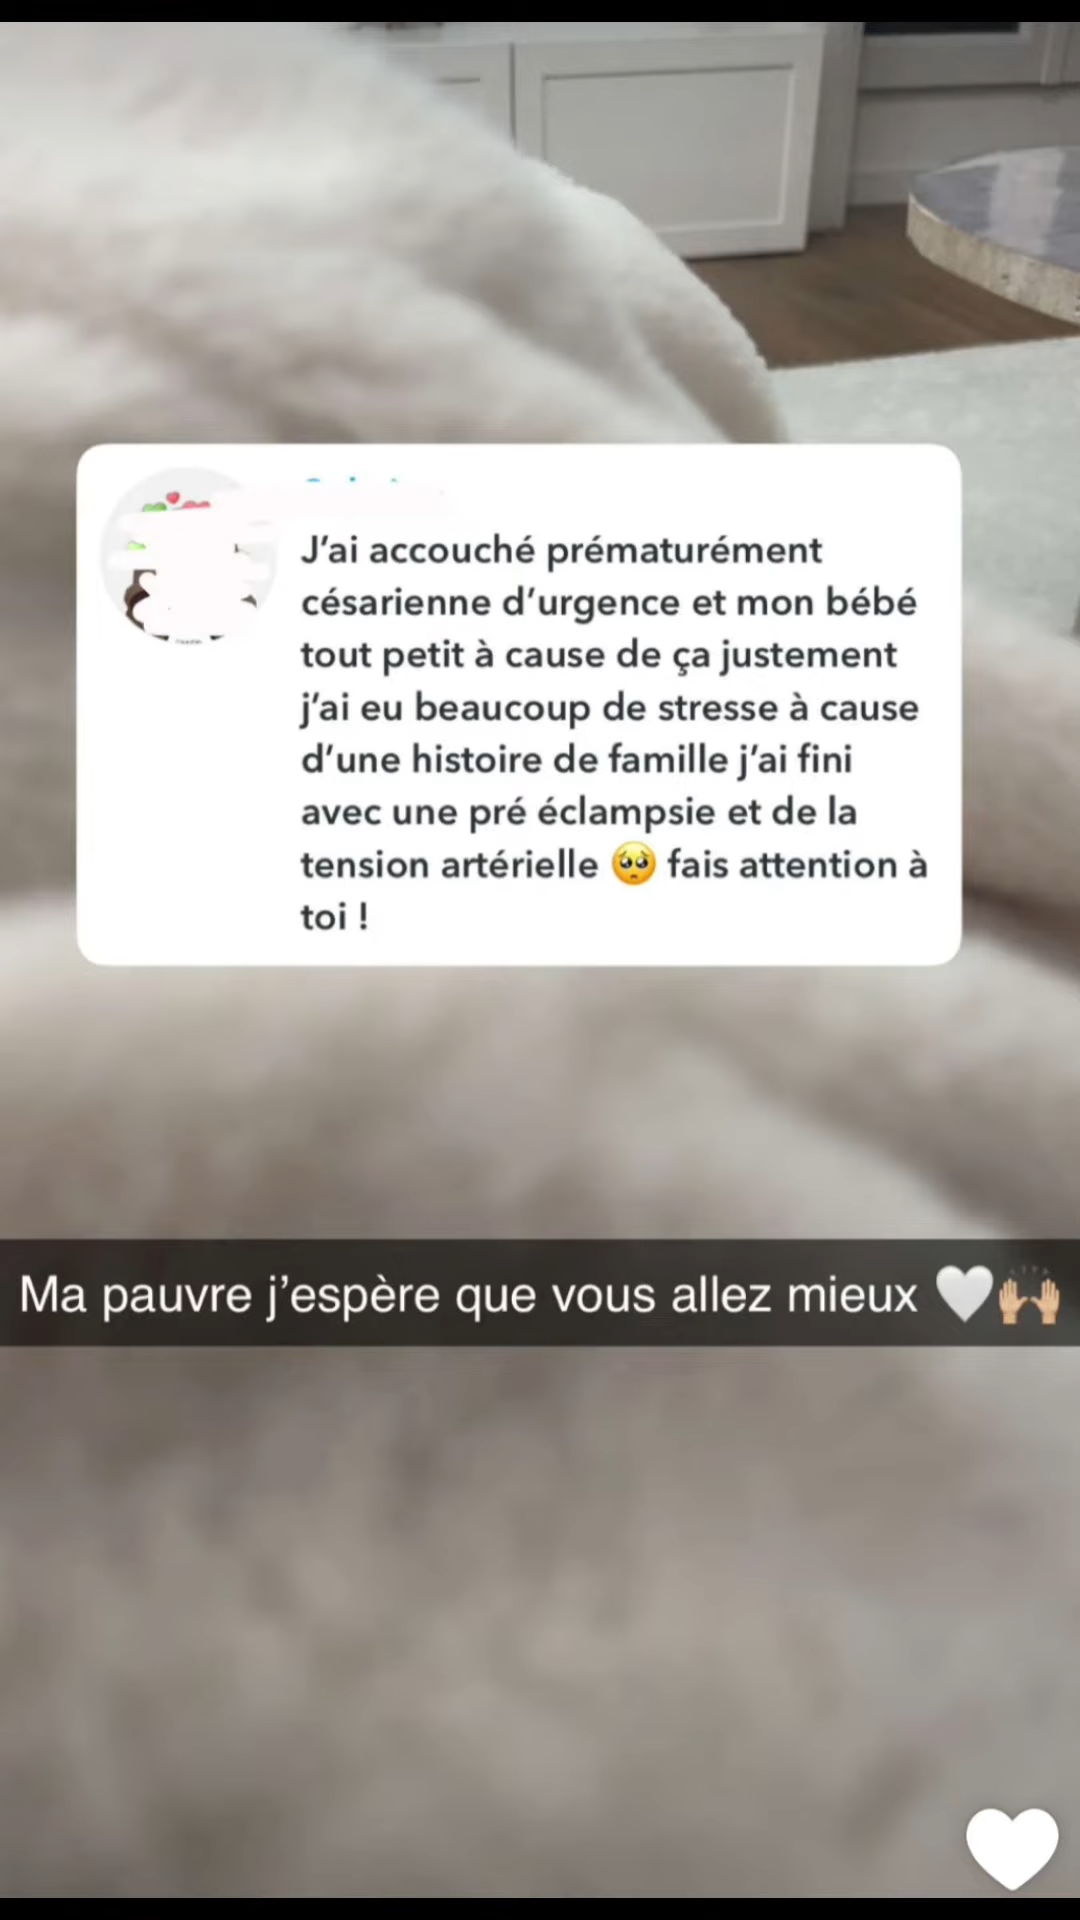 J'ai accouché prématurément
césarienne d'urgence et mon bébé
tout petit à cause de ça justement
j'ai eu beaucoup de stresse à cause
d'une histoire de famille j'ai fini
avec une pré éclampsie et de la
tension artérielle 🥺 fais attention à
toi !
Ma pauvre j'espère que vous allez mieux 🤍🙌🏼